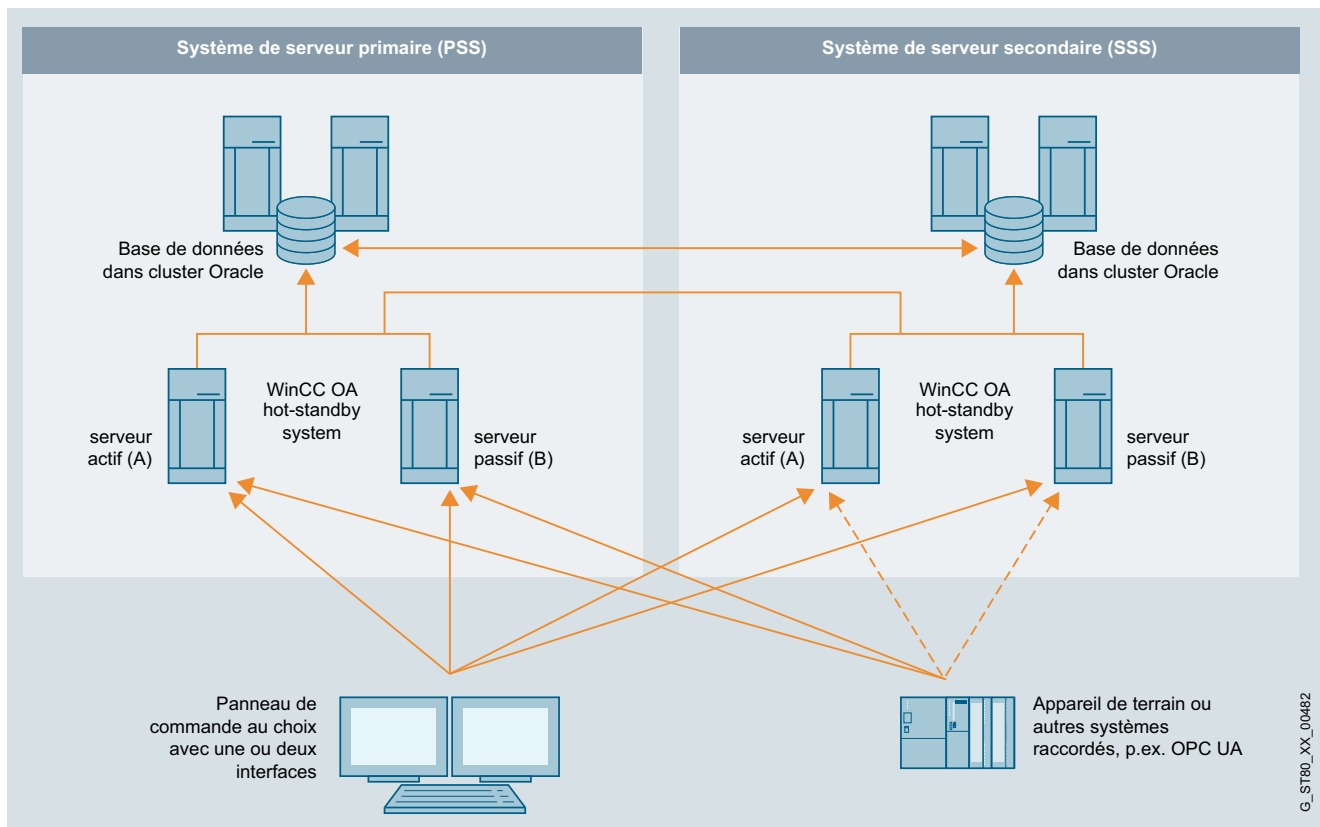 Système de serveur primaire (PSS)
Système de serveur secondaire (SSS)
Base de données
dans cluster Oracle
Base de données
dans cluster Oracle
WinCC OA
hot-standby
system
serveur
actif (A)
serveur
passif (B)
WinCC OA
hot-standby
system
serveur
actif (A)
serveur
passif (B)
Panneau de
commande au choix
avec une ou deux
interfaces
Appareil de terrain ou
autres systèmes
raccordés, p.ex. OPC UA
G_ST80_XX_00482